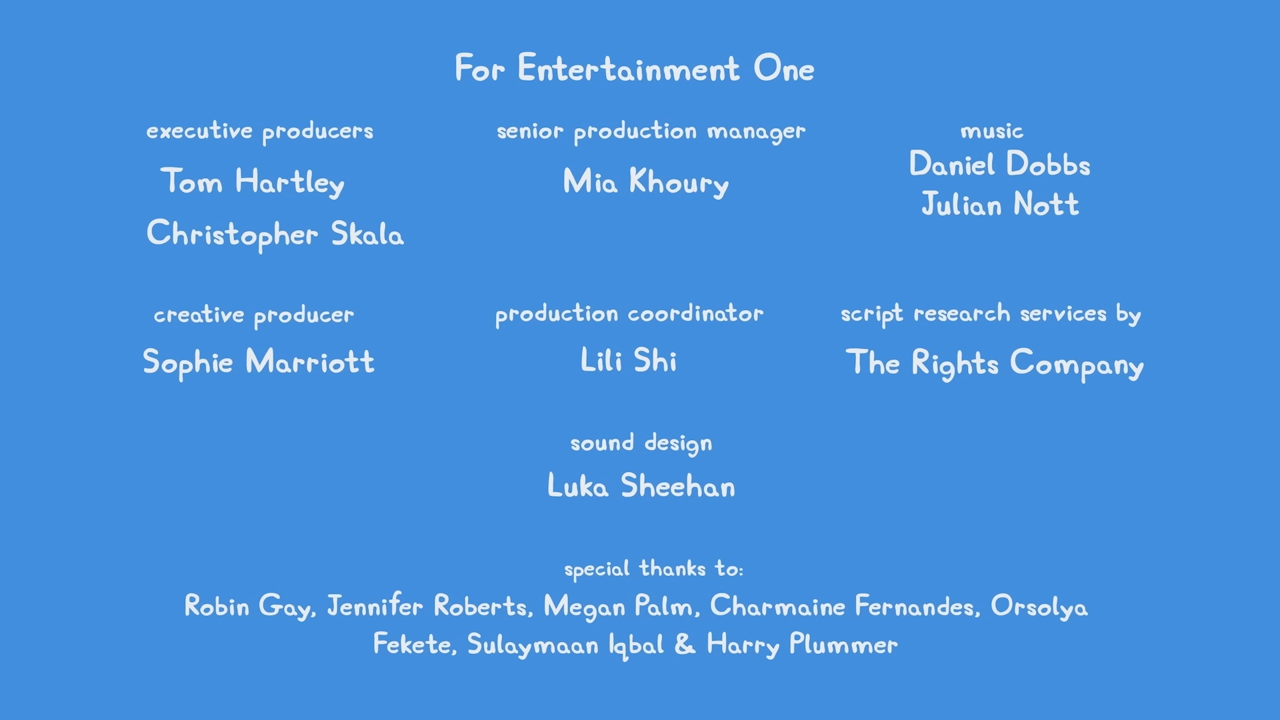 For Entertainment One
executive producers
Tom Hartley
Christopher Skala
senior production manager
Mia Khoury
music
Daniel Dobbs
Julian Nott
creative producer
Sophie Marriott
production coordinator
Lili Shi
script research services by
The Rights Company
sound design
Luka Sheehan
special thanks to:
Robin Gay, Jennifer Roberts, Megan Palm, Charmaine Fernandes, Orsolya
Fekete, Sulaymaan Iqbal & Harry Plummer